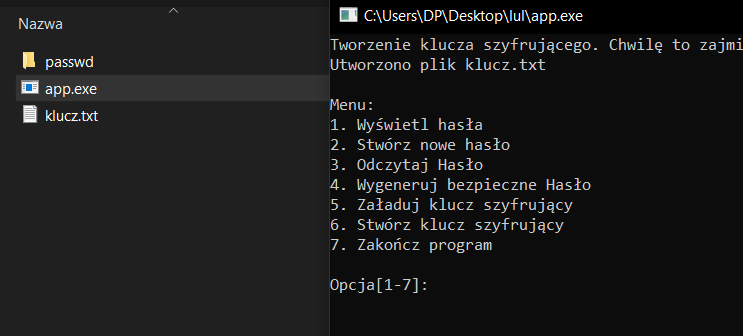 Nazwa
passwd
app.exe
klucz.txt
C:\Users\DP\Desktop\lul\app.exe
Tworzenie klucza szyfrującego. Chwilę to zajmi
Utworzono plik klucz.txt
Menu:
1. Wyświetl hasła
2. Stwórz nowe hasło
3. Odczytaj Hasło
4. Wygeneruj bezpieczne Hasło
5. Załaduj klucz szyfrujący
6. Stwórz klucz szyfrujący
7. Zakończ program
Opcja[1-7]: